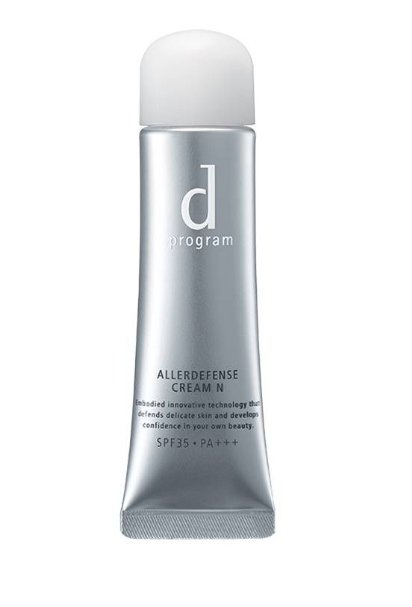 d
program
ALLERDEFENSE
CREAM N
Embodied innovative technology that
defends delicate skin and develops
confidence in your own beauty.
SPF35・PA+++